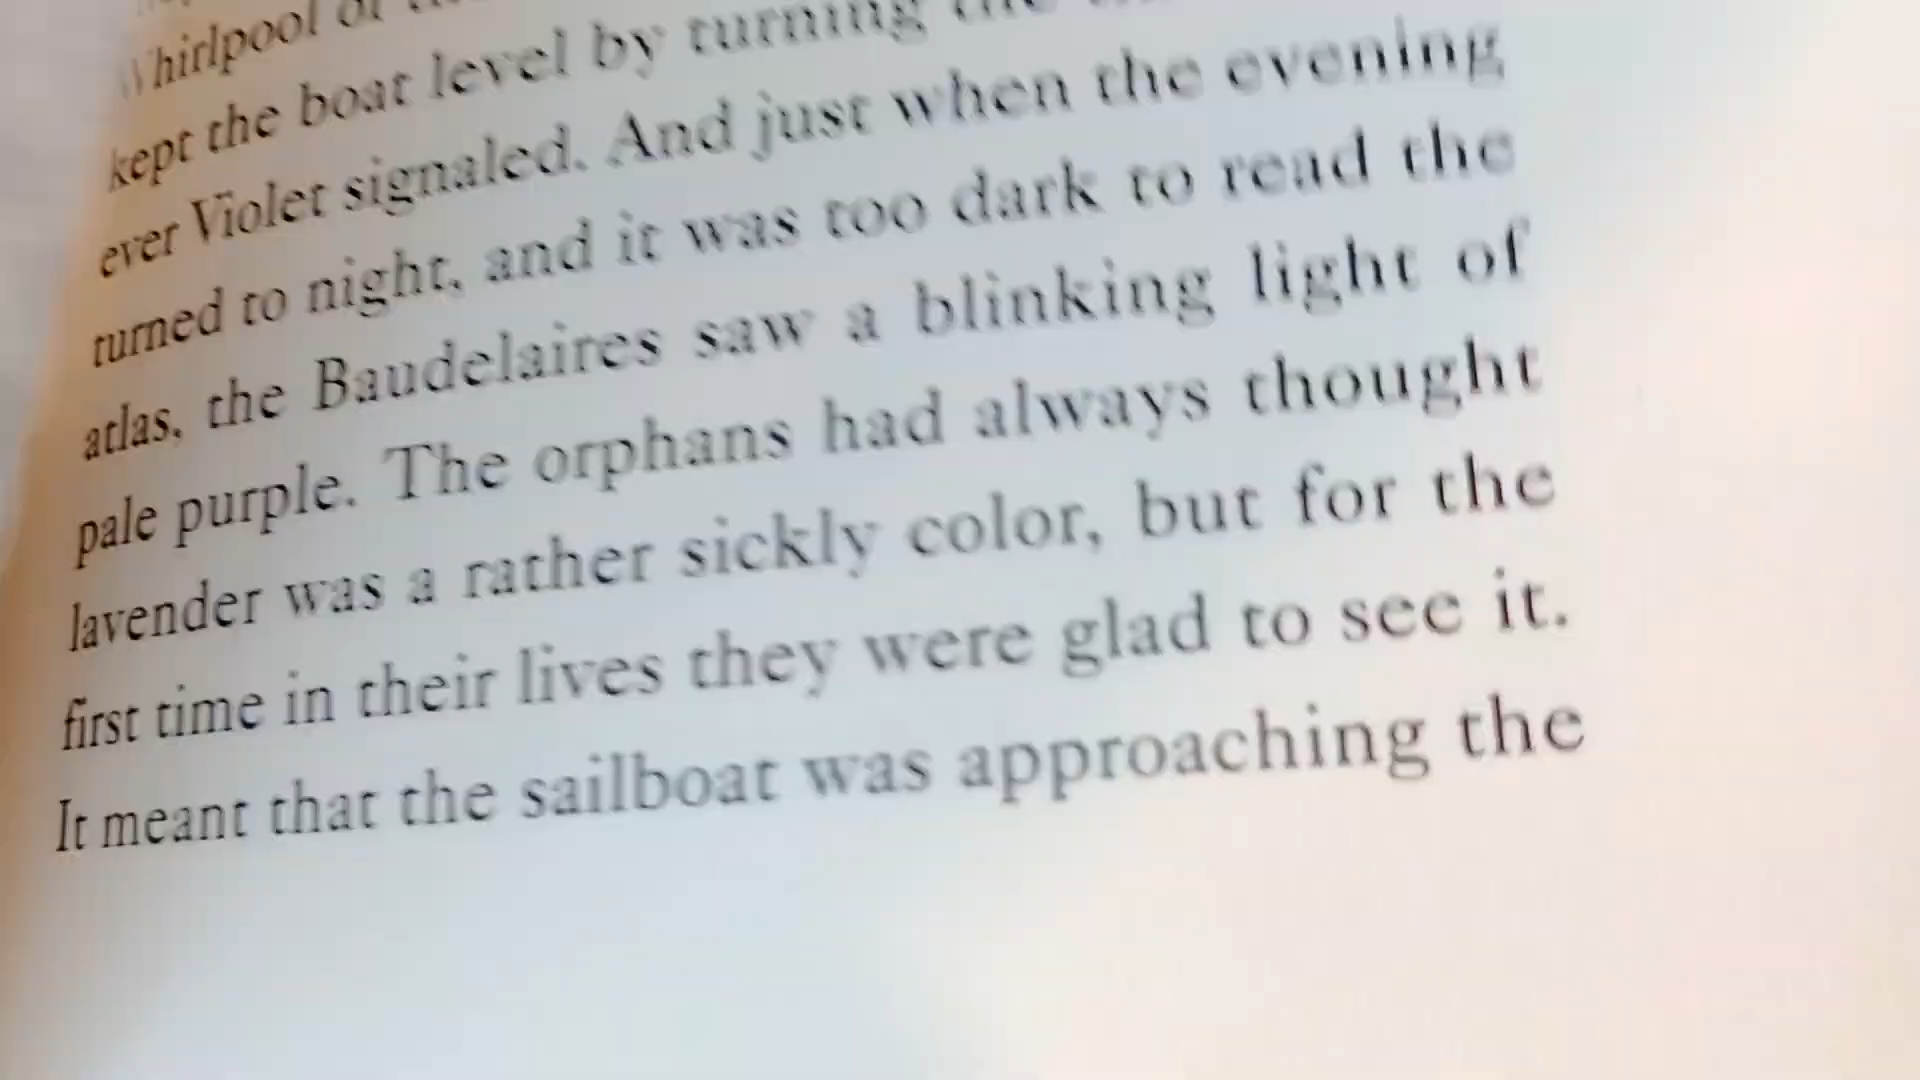 Whirlpool of
kept the boat level by turning the
ever Violet signaled. And just when the evening
turned to night, and it was too dark to read the
atlas, the Baudelaires saw a blinking light of
pale purple. The orphans had always thought
lavender was a rather sickly color, but for the
first time in their lives they were glad to see it.
It meant that the sailboat was approaching the